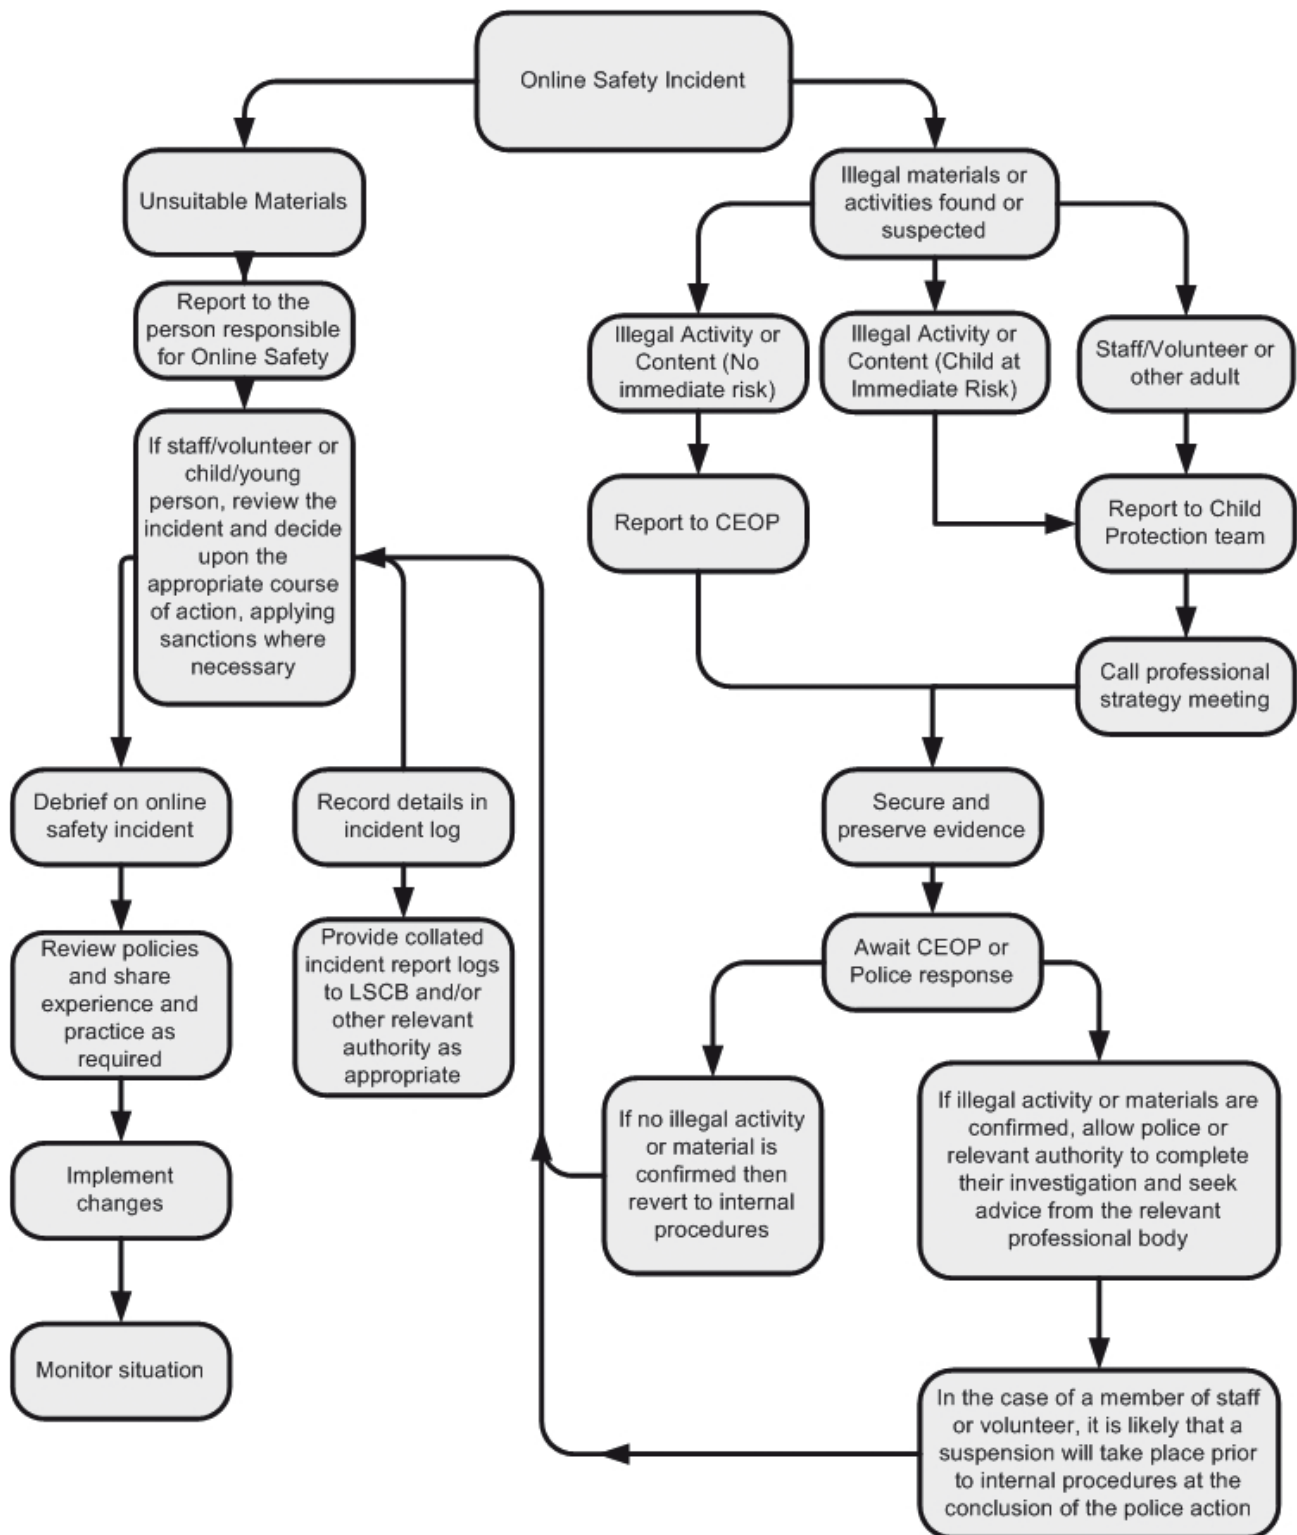 Online Safety Incident
Unsuitable Materials
Report to the
person responsible
for Online Safety
If staff/volunteer or
child/young
person, review the
incident and decide
upon the
appropriate course
of action, applying
sanctions where
necessary
Debrief on online
safety incident
Review policies
and share
experience and
practice as
required
Implement
changes
Monitor situation
Record details in
incident log
Provide collated
incident report logs
to LSCB and/or
other relevant
authority as
appropriate
Illegal materials or
activities found or
suspected
Illegal Activity or
Content (No
immediate risk)
Illegal Activity or
Content (Child at
Immediate Risk)
Staff/Volunteer or
other adult
Report to CEOP
Report to Child
Protection team
Call professional
strategy meeting
Secure and
preserve evidence
Await CEOP or
Police response
If no illegal activity
or material is
confirmed then
revert to internal
procedures
If illegal activity or materials are
confirmed, allow police or
relevant authority to complete
their investigation and seek
advice from the relevant
professional body
In the case of a member of staff
or volunteer, it is likely that a
suspension will take place prior
to internal procedures at the
conclusion of the police action